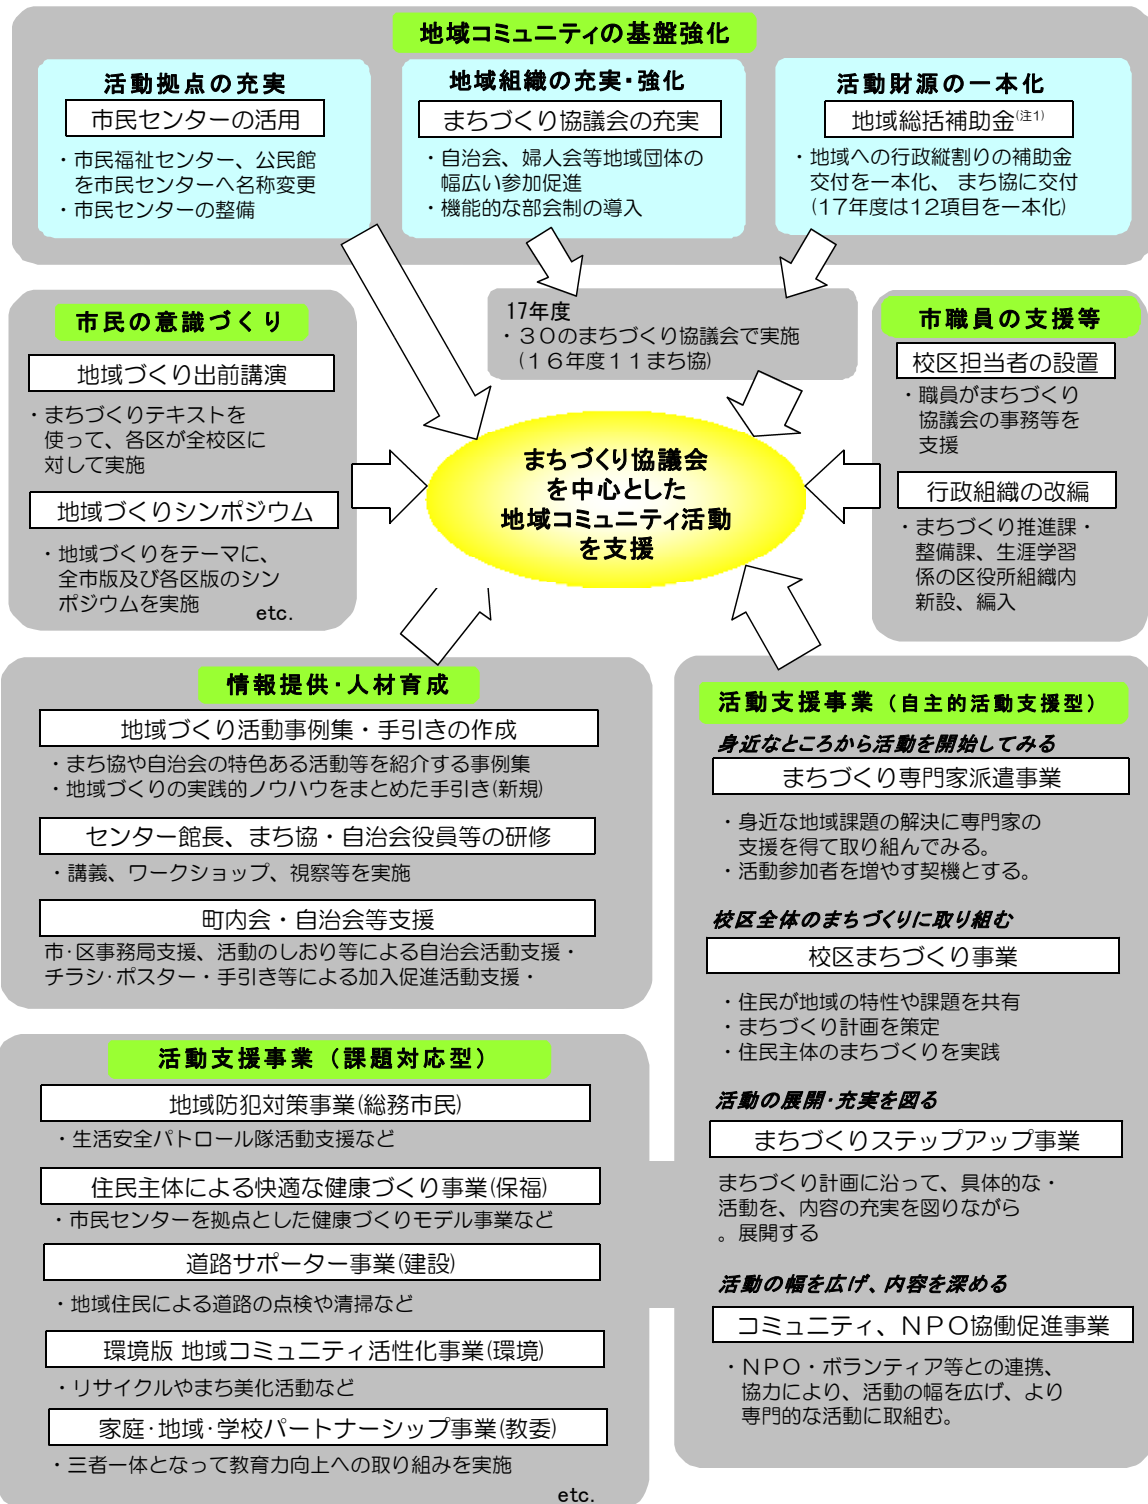 地域コミュニティの基盤強化
活動拠点の充実
市民センターの活用
・市民福祉センター、公民館
を市民センターへ名称変更
・市民センターの整備
地域組織の充実・強化
まちづくり協議会の充実
・自治会、婦人会等地域団体の
幅広い参加促進
・機能的な部会制の導入
活動財源の一本化
地域総括補助金(注1)
・地域への行政縦割りの補助金
交付を一本化、まち協に交付
(17年度は12項目を一本化)
17年度
・３０のまちづくり協議会で実施
(１６年度１１まち協)
市民の意識づくり
地域づくり出前講演
・まちづくりテキストを
使って、各区が全校区に
対して実施
地域づくりシンポジウム
・地域づくりをテーマに、
全市版及び各区版のシン
ポジウムを実施
etc.
まちづくり協議会
を中心とした
地域コミュニティ活動
を支援
市職員の支援等
校区担当者の設置
・職員がまちづくり
協議会の事務等を
支援
行政組織の改編
・まちづくり推進課・
整備課、生涯学習
係の区役所組織内
新設、編入
情報提供・人材育成
地域づくり活動事例集・手引きの作成
・まち協や自治会の特色ある活動等を紹介する事例集
・地域づくりの実践的ノウハウをまとめた手引き(新規)
センター館長、まち協・自治会役員等の研修
・講義、ワークショップ、視察等を実施
町内会・自治会等支援
市・区事務局支援、活動のしおり等による自治会活動支援・
チラシ・ポスター・手引き等による加入促進活動支援・
活動支援事業（課題対応型）
地域防犯対策事業(総務市民)
・生活安全パトロール隊活動支援など
住民主体による快適な健康づくり事業(保福)
・市民センターを拠点とした健康づくりモデル事業など
道路サポーター事業(建設)
・地域住民による道路の点検や清掃など
環境版 地域コミュニティ活性化事業(環境)
・リサイクルやまち美化活動など
家庭・地域・学校パートナーシップ事業(教委)
・三者一体となって教育力向上への取り組みを実施
etc.
活動支援事業（自主的活動支援型）
身近なところから活動を開始してみる
まちづくり専門家派遣事業
・身近な地域課題の解決に専門家の
支援を得て取り組んでみる。
・活動参加者を増やす契機とする。
校区全体のまちづくりに取り組む
校区まちづくり事業
・住民が地域の特性や課題を共有
・まちづくり計画を策定
・住民主体のまちづくりを実践
活動の展開・充実を図る
まちづくりステップアップ事業
まちづくり計画に沿って、具体的な・
活動を、内容の充実を図りながら
。展開する
活動の幅を広げ、内容を深める
コミュニティ、ＮＰＯ協働促進事業
・ＮＰＯ・ボランティア等との連携、
協力により、活動の幅を広げ、より
専門的な活動に取組む。